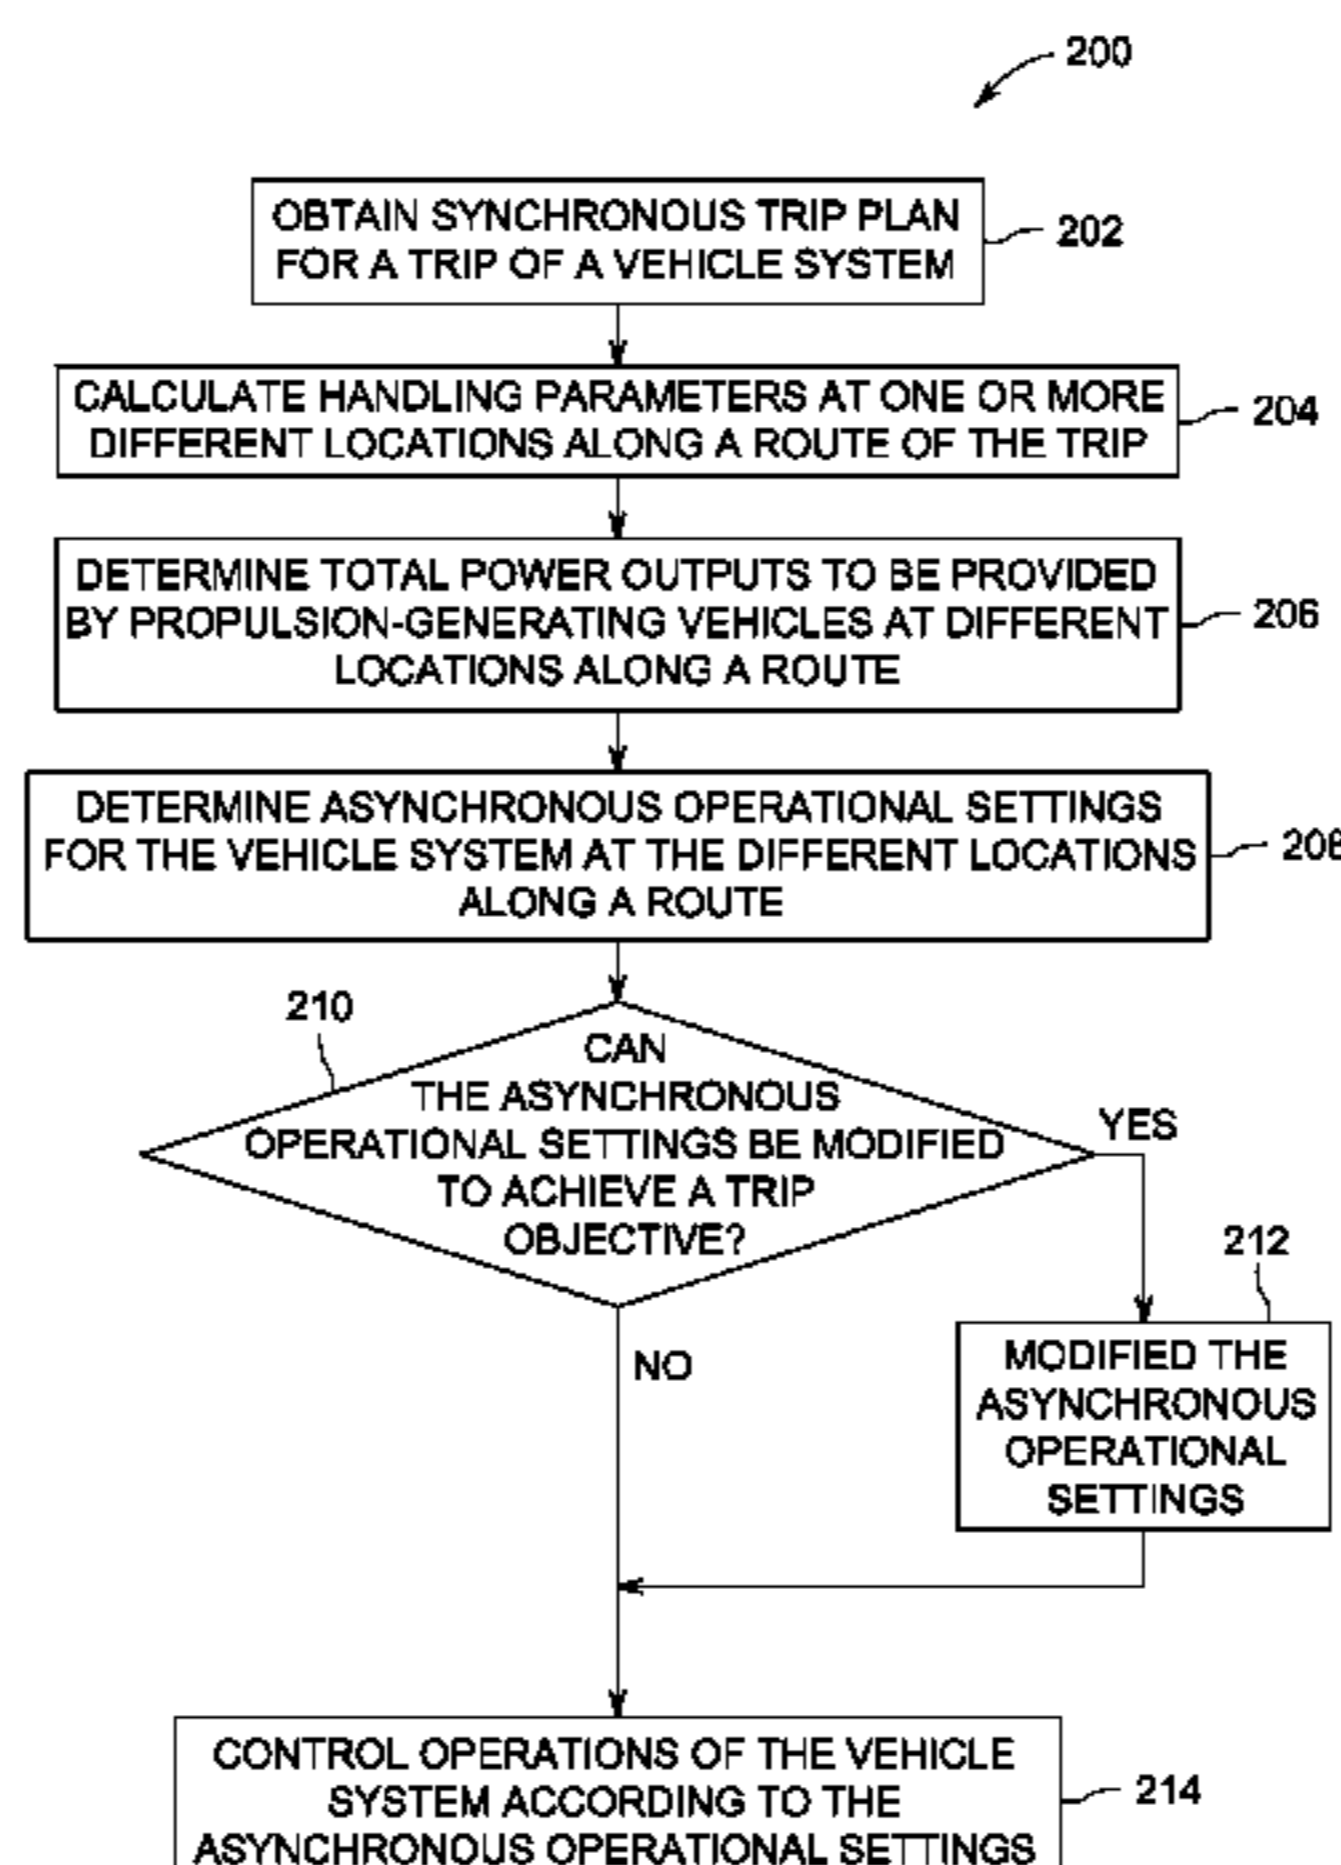 200
OBTAIN SYNCHRONOUS TRIP PLAN
FOR A TRIP OF A VEHICLE SYSTEM
202
CALCULATE HANDLING PARAMETERS AT ONE OR MORE
DIFFERENT LOCATIONS ALONG A ROUTE OF THE TRIP
204
DETERMINE TOTAL POWER OUTPUTS TO BE PROVIDED
BY PROPULSION-GENERATING VEHICLES AT DIFFERENT
LOCATIONS ALONG A ROUTE
206
DETERMINE ASYNCHRONOUS OPERATIONAL SETTINGS
FOR THE VEHICLE SYSTEM AT THE DIFFERENT LOCATIONS
ALONG A ROUTE
208
210
CAN
THE ASYNCHRONOUS
OPERATIONAL SETTINGS BE MODIFIED
TO ACHIEVE A TRIP
OBJECTIVE?
YES
NO
212
MODIFIED THE
ASYNCHRONOUS
OPERATIONAL
SETTINGS
CONTROL OPERATIONS OF THE VEHICLE
SYSTEM ACCORDING TO THE
ASYNCHRONOUS OPERATIONAL SETTINGS
214